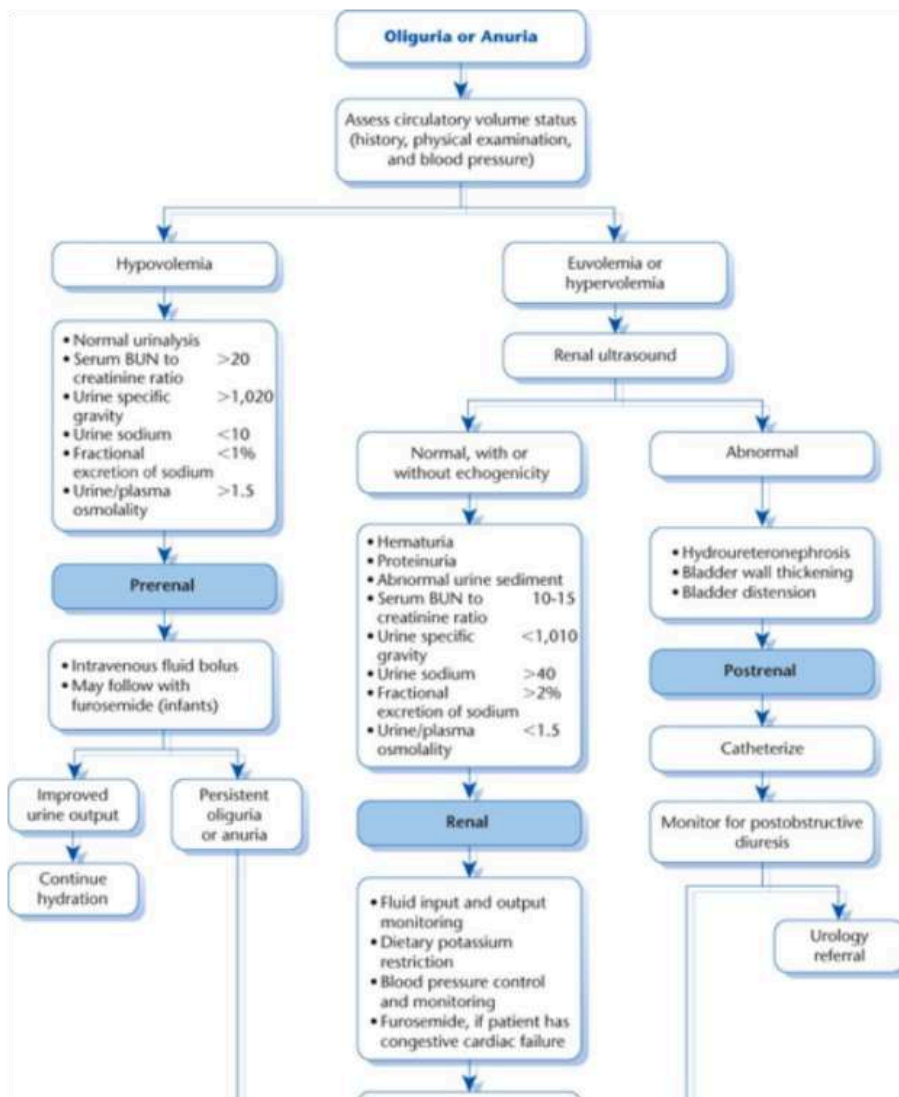 Oliguria or Anuria
Assess circulatory volume status
(history, physical examination,
and blood pressure)
Hypovolemia
Euvolemia or
hypervolemia
• Normal urinalysis
• Serum BUN to >20
creatinine ratio
• Urine specific >1,020
gravity
• Urine sodium <10
• Fractional <1%
excretion of sodium
• Urine/plasma >1.5
osmolality
Renal ultrasound
Normal, with or
without echogenicity
Abnormal
• Hematuria
• Proteinuria
• Abnormal urine sediment
• Serum BUN to 10-15
creatinine ratio
• Urine specific <1,010
gravity
• Urine sodium >40
• Fractional >2%
excretion of sodium
• Urine/plasma <1.5
osmolality
• Hydroureteronephrosis
• Bladder wall thickening
• Bladder distension
Prerenal
Postrenal
• Intravenous fluid bolus
• May follow with
furosemide (infants)
Catheterize
Improved
urine output
Persistent
oliguria
or anuria
Renal
Monitor for postobstructive
diuresis
Continue
hydration
• Fluid input and output
monitoring
• Dietary potassium
restriction
• Blood pressure control
and monitoring
• Furosemide, if patient has
congestive cardiac failure
Urology
referral